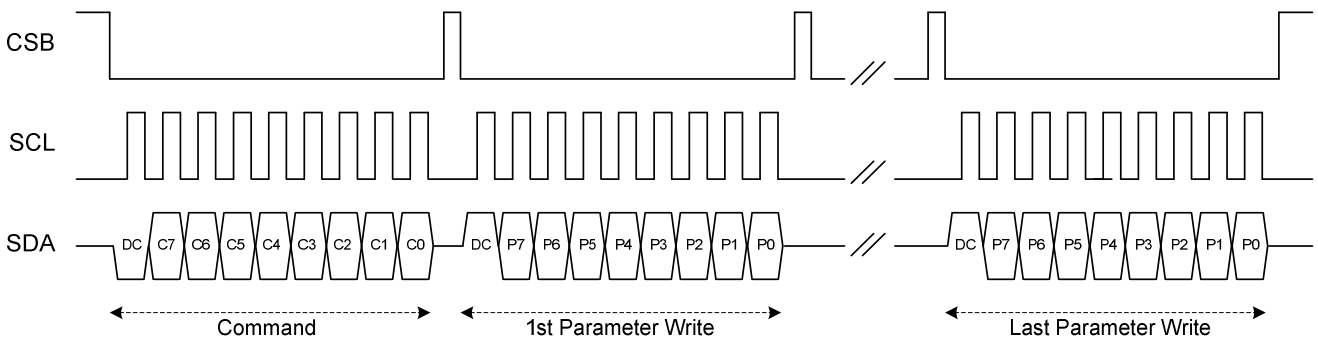 CSB
SCL
SDA DC C7 C6 C5 C4 C3 C2 C1 C0 DC P7 P6 P5 P4 P3 P2 P1 P0 DC P7 P6 P5 P4 P3 P2 P1 P0
Command 1st Parameter Write Last Parameter Write